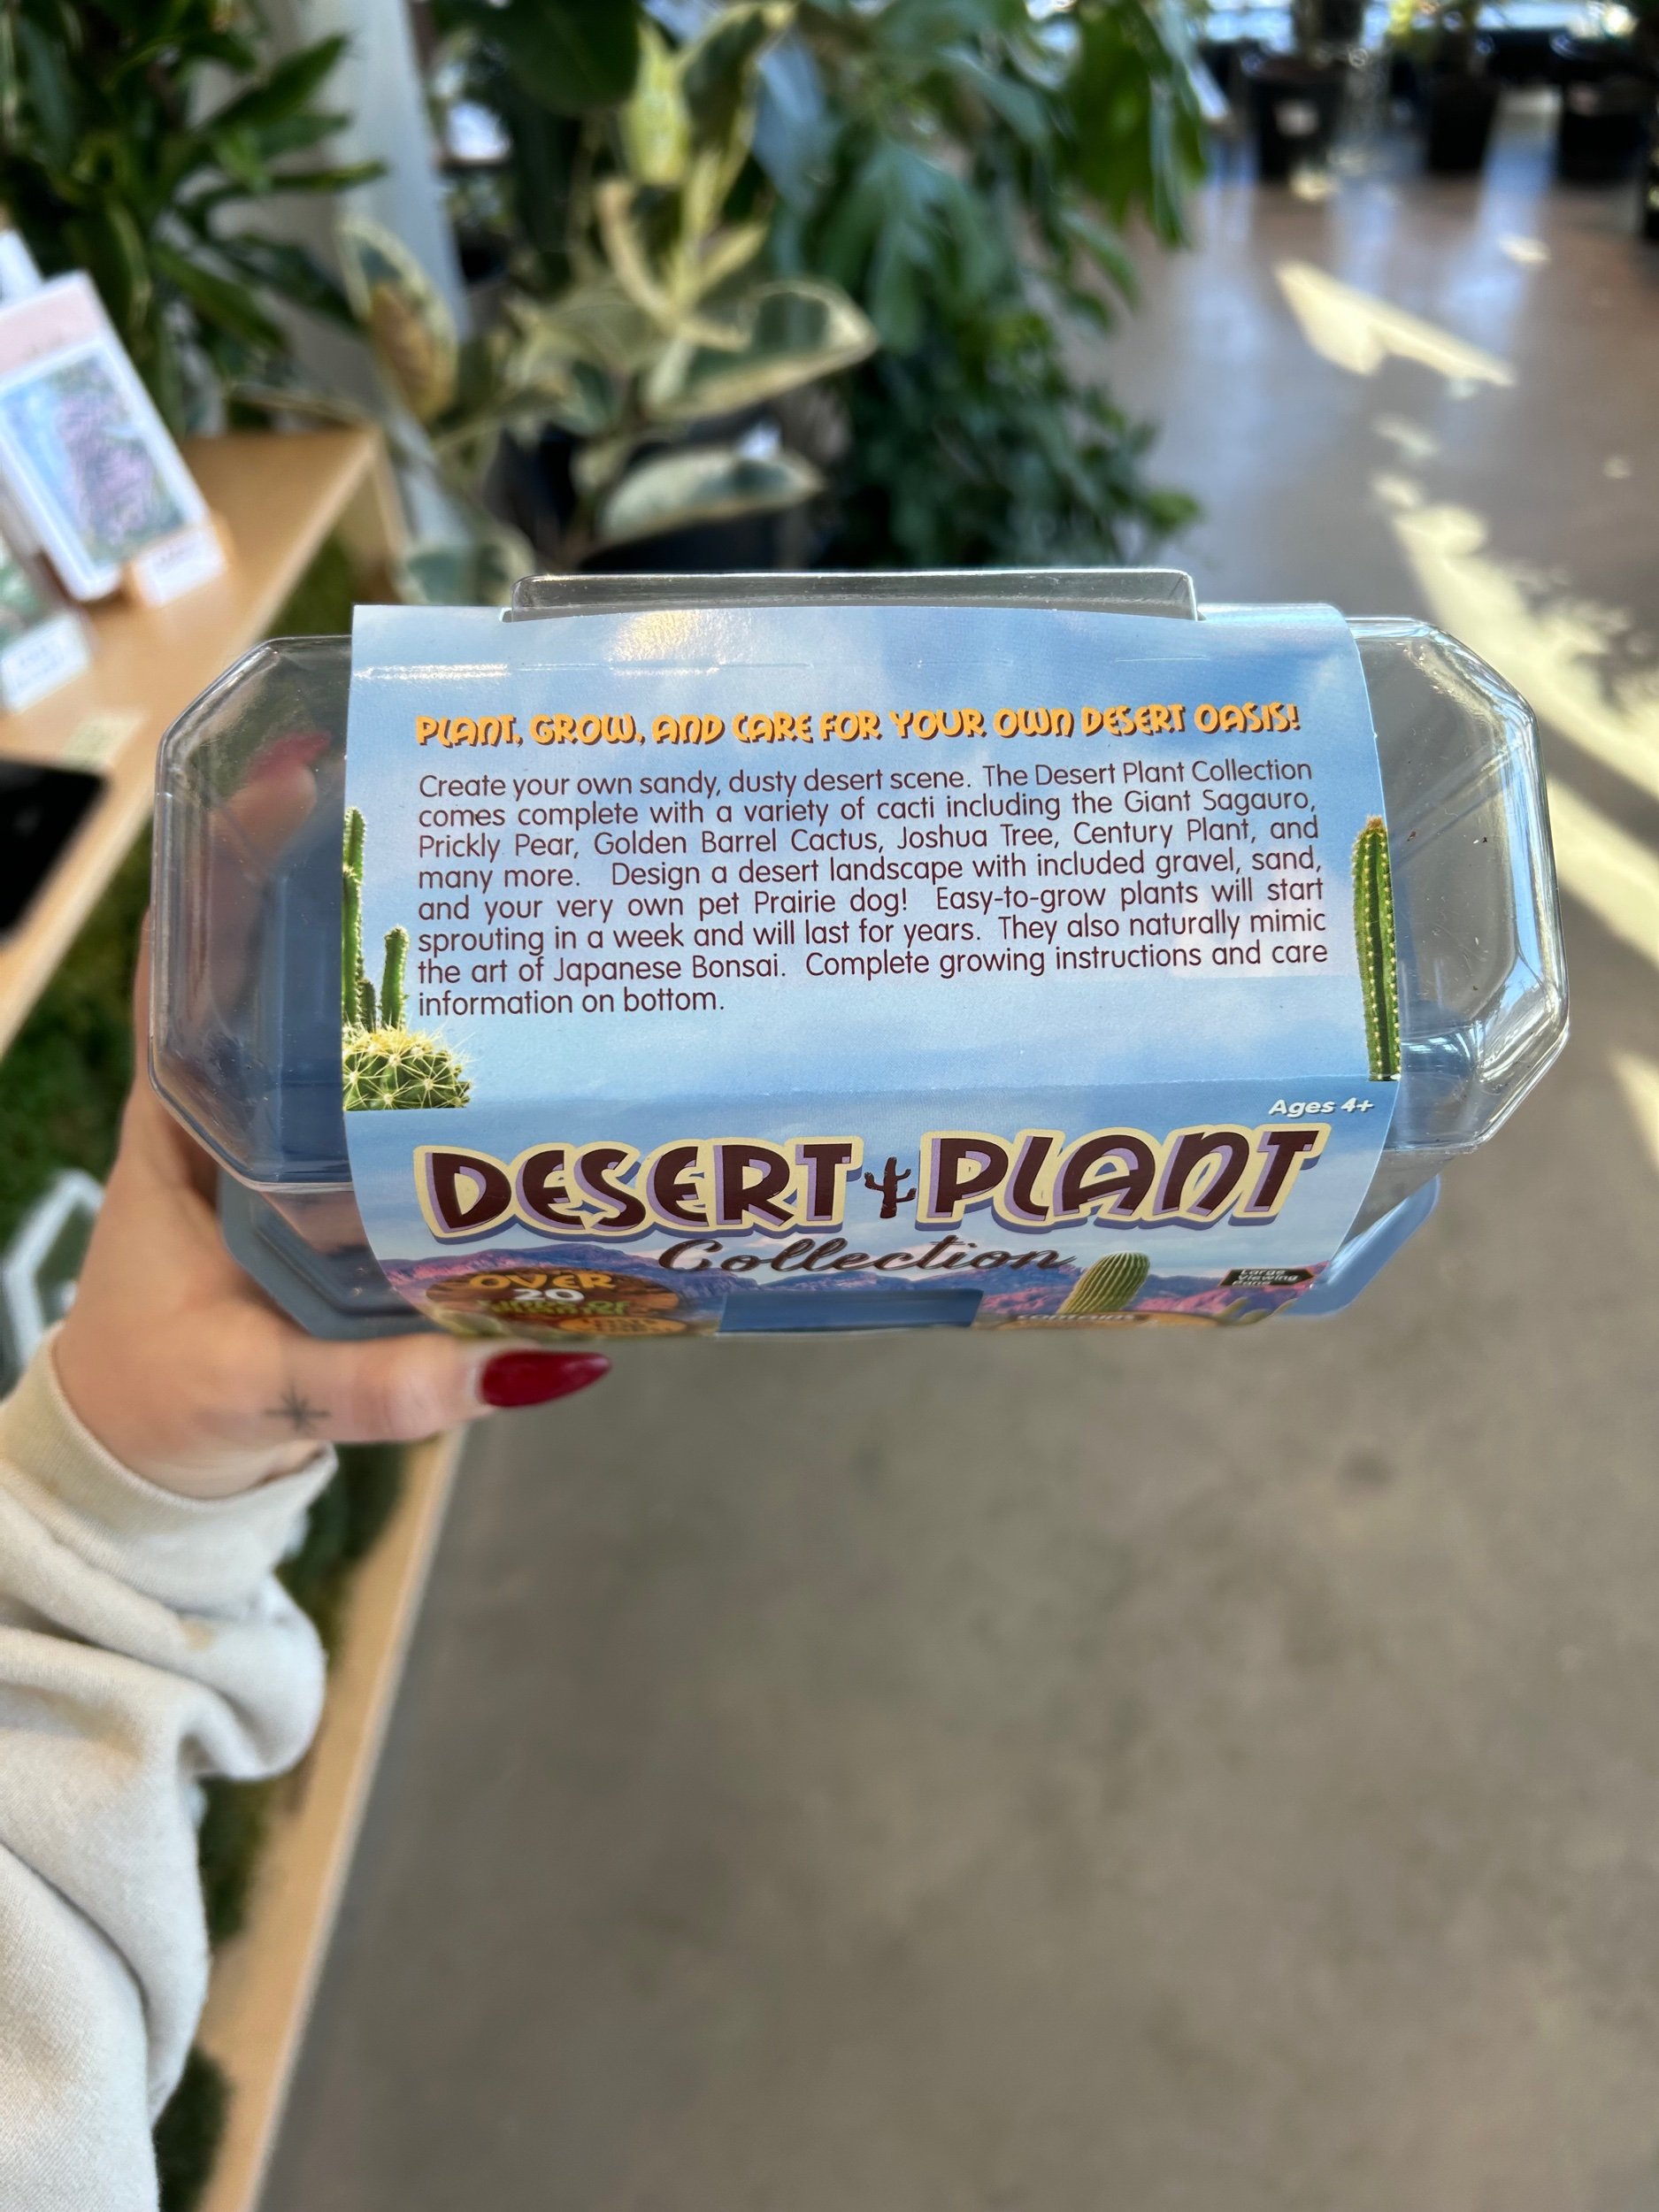 PLANT, GROW, AND CARE FOR YOUR OWN DESERT OASIS!
Create your own sandy, dusty desert scene. The Desert Plant Collection
comes complete with a variety of cacti including the Giant Sagauro,
Prickly Pear, Golden Barrel Cactus, Joshua Tree, Century Plant, and
many more. Design a desert landscape with included gravel, sand,
and your very own pet Prairie dog! Easy-to-grow plants will start
sprouting in a week and will last for years. They also naturally mimic
the art of Japanese Bonsai. Complete growing instructions and care
information on bottom.
Ages 4+
DESERT PLANT
Collection
OVER
20
Large
Viewing
Pane
CONTAINS